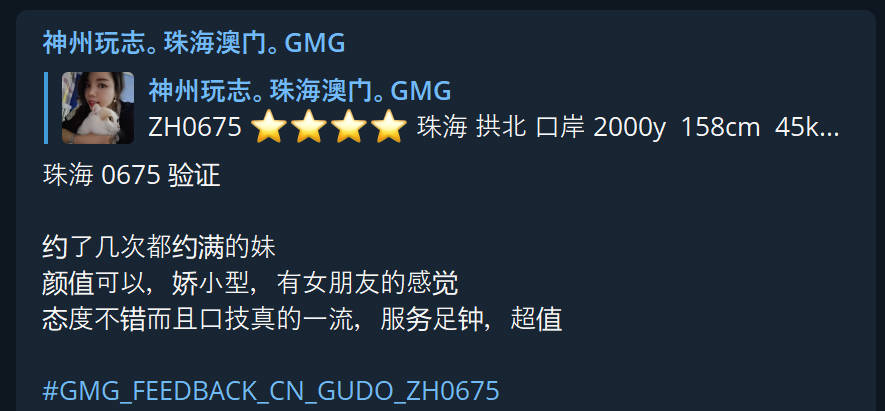 神州玩志。珠海澳门。GMG
神州玩志。珠海澳门。GMG
ZH0675 ⭐⭐⭐⭐ 珠海 拱北 口岸 2000y 158cm 45k...
珠海 0675 验证
约了几次都约满的妹
颜值可以，娇小型，有女朋友的感觉
态度不错而且口技真的一流，服务足钟，超值
#GMG_FEEDBACK_CN_GUDO_ZH0675